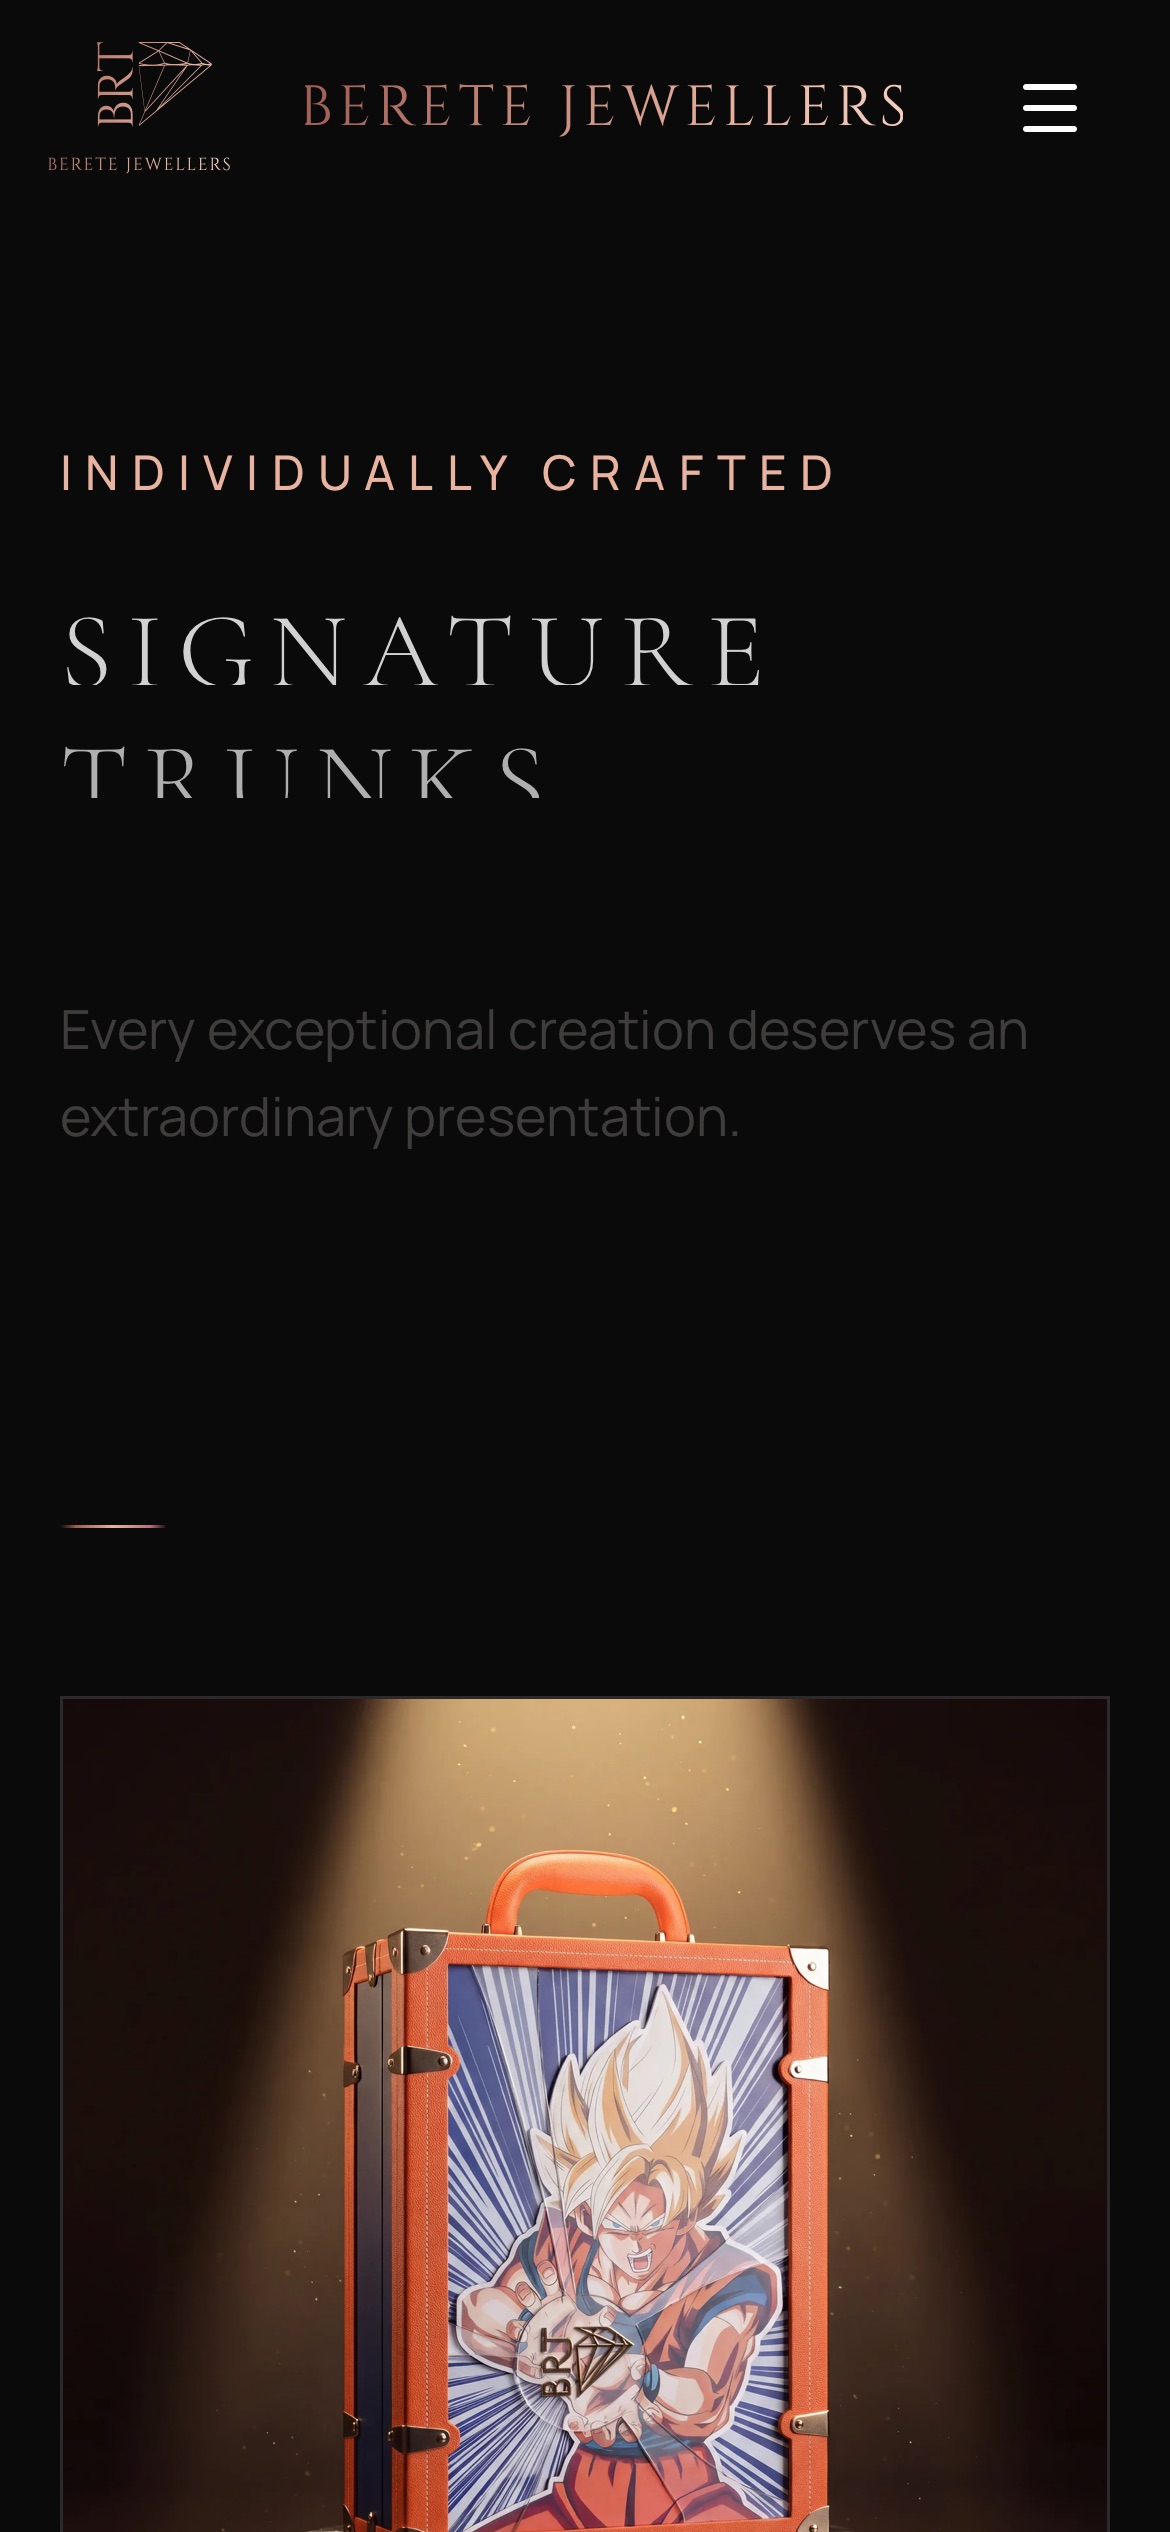 BRT
BERETE JEWELLERS
BERETE JEWELLERS
INDIVIDUALLY CRAFTED
SIGNATURE
TRUNKS
Every exceptional creation deserves an
extraordinary presentation.
BRT